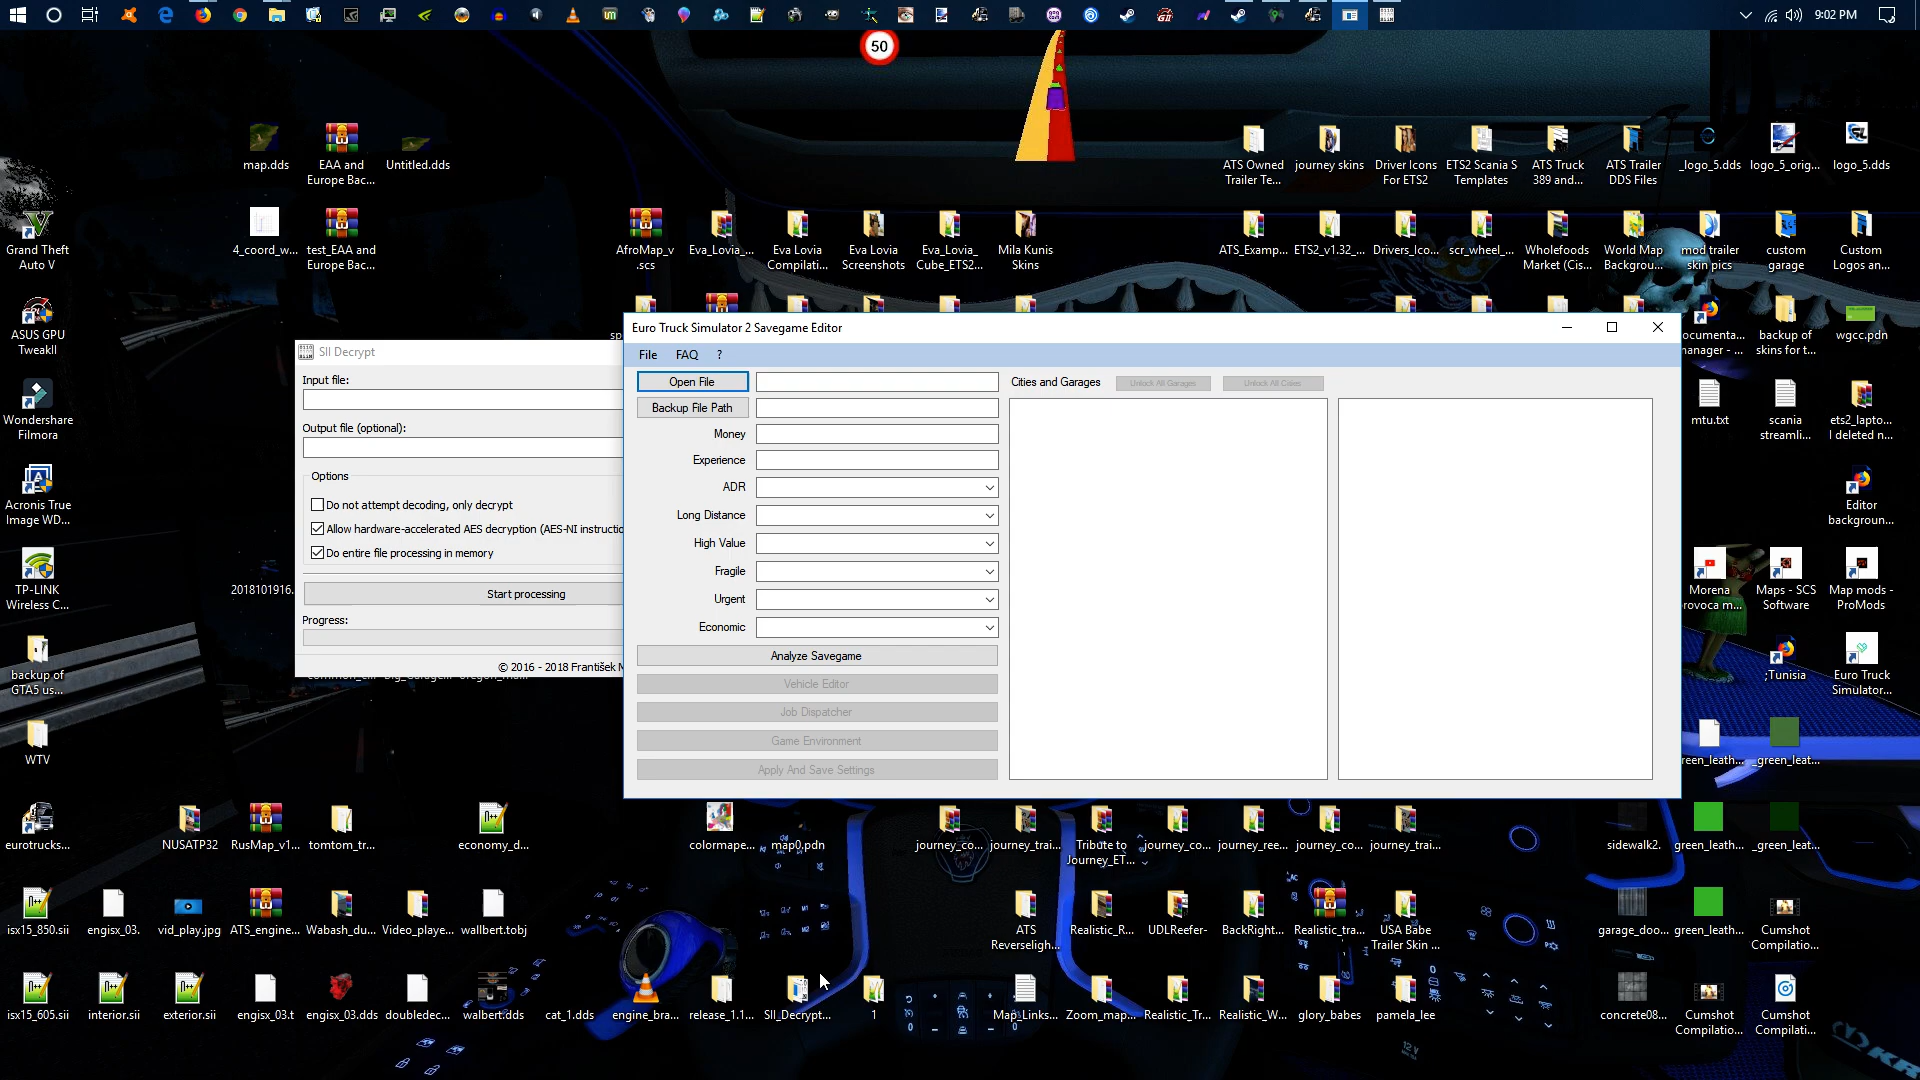 9:02 PM
50
map.dds
EAA and Europe Bac...
Untitled.dds
ATS Owned Trailer Te...
journey skins
Driver Icons For ETS2
ETS2 Scania S Templates
ATS Truck 389 and...
ATS Trailer DDS Files
_logo_5.dds
logo_5_orig...
logo_5.dds
Grand Theft Auto V
4_coord_w...
test_EAA and Europe Bac...
AfroMap_v .scs
Eva_Lovia_...
Eva Lovia Compilati...
Eva Lovia Screenshots
Eva_Lovia_ Cube_ETS2...
Mila Kunis Skins
ATS_Examp...
ETS2_v1.32_...
Drivers_Ico...
scr_wheel_...
Wholefoods Market (Cis...
World Map Backgrou...
mod trailer skin pics
custom garage
Custom Logos an...
ASUS GPU TweakII
backup of skins for t...
wgcc.pdn
SII Decrypt
Input file:
Output file (optional):
Options
Do not attempt decoding, only decrypt
Allow hardware-accelerated AES decryption (AES-NI instructio
Do entire file processing in memory
Start processing
Progress:
© 2016 - 2018 František
Euro Truck Simulator 2 Savegame Editor
File FAQ ?
Open File
Cities and Garages
Unlock All Garages
Unlock All Cities
Backup File Path
Money
Experience
ADR
Long Distance
High Value
Fragile
Urgent
Economic
Analyze Savegame
Vehicle Editor
Job Dispatcher
Game Environment
Apply And Save Settings
Wondershare Filmora
mtu.txt
scania streamli...
ets2_lapto... I deleted n...
Acronis True Image WD...
Editor backgroun...
TP-LINK Wireless C...
2018101916.
Morena rovoca m...
Maps - SCS Software
Map mods - ProMods
backup of GTA5 us...
;Tunisia
Euro Truck Simulator...
WTV
reen_leath...
_green_leat...
eurotrucks...
NUSATP32
RusMap_v1...
tomtom_tr...
economy_d...
colormape...
map0.pdn
journey_co...
journey_trai...
Tribute to Journey_ET...
journey_co...
journey_ree...
journey_co...
journey_trai...
sidewalk2.
green_leath...
_green_leat...
isx15_850.sii
engisx_03.
vid_play.jpg
ATS_engine...
Wabash_du...
Video_playe...
wallbert.tobj
ATS Reverseligh...
Realistic_R...
UDLReefer-
BackRight...
Realistic_tra...
USA Babe Trailer Skin ...
garage_doo...
green_leath...
Cumshot Compilatio...
isx15_605.sii
interior.sii
exterior.sii
engisx_03.t
engisx_03.dds
doubledec...
walbert.dds
cat_1.dds
engine_bra...
release_1.1...
SII_Decrypt...
1
Map_Links...
Zoom_map...
Realistic_Tr...
Realistic_W...
glory_babes
pamela_lee
concrete08...
Cumshot Compilatio...
Cumshot Compilati...